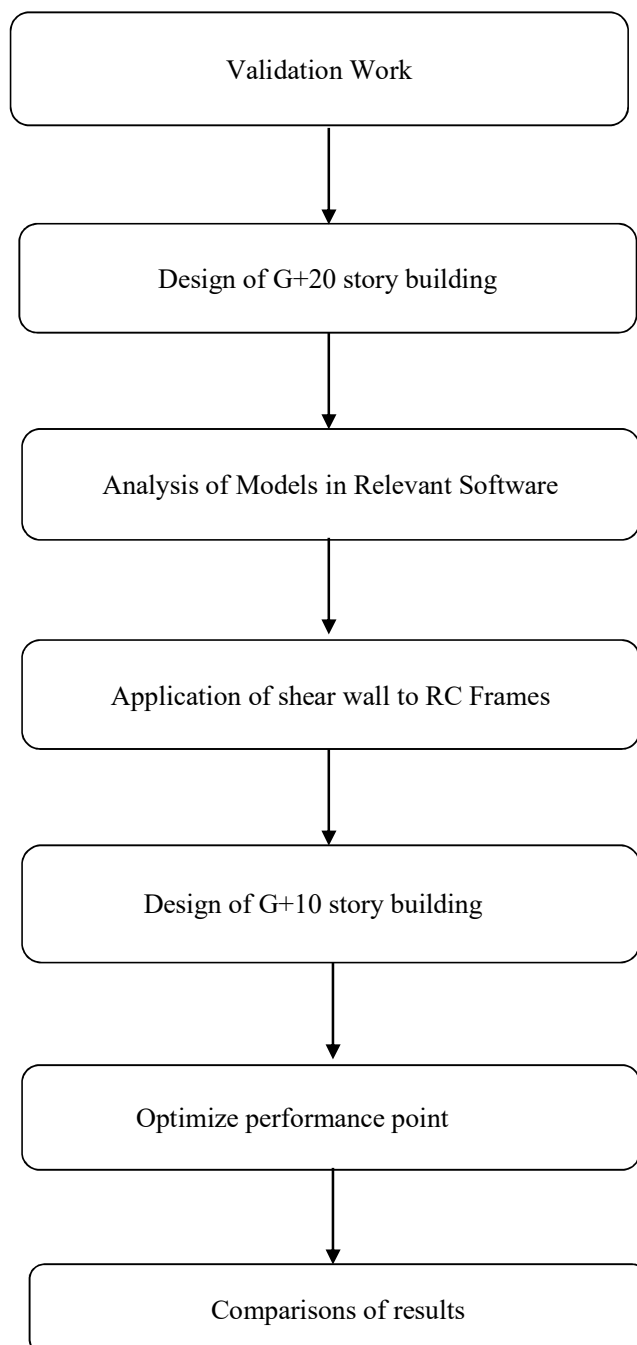 Validation Work
Design of G+20 story building
Analysis of Models in Relevant Software
Application of shear wall to RC Frames
Design of G+10 story building
Optimize performance point
Comparisons of results